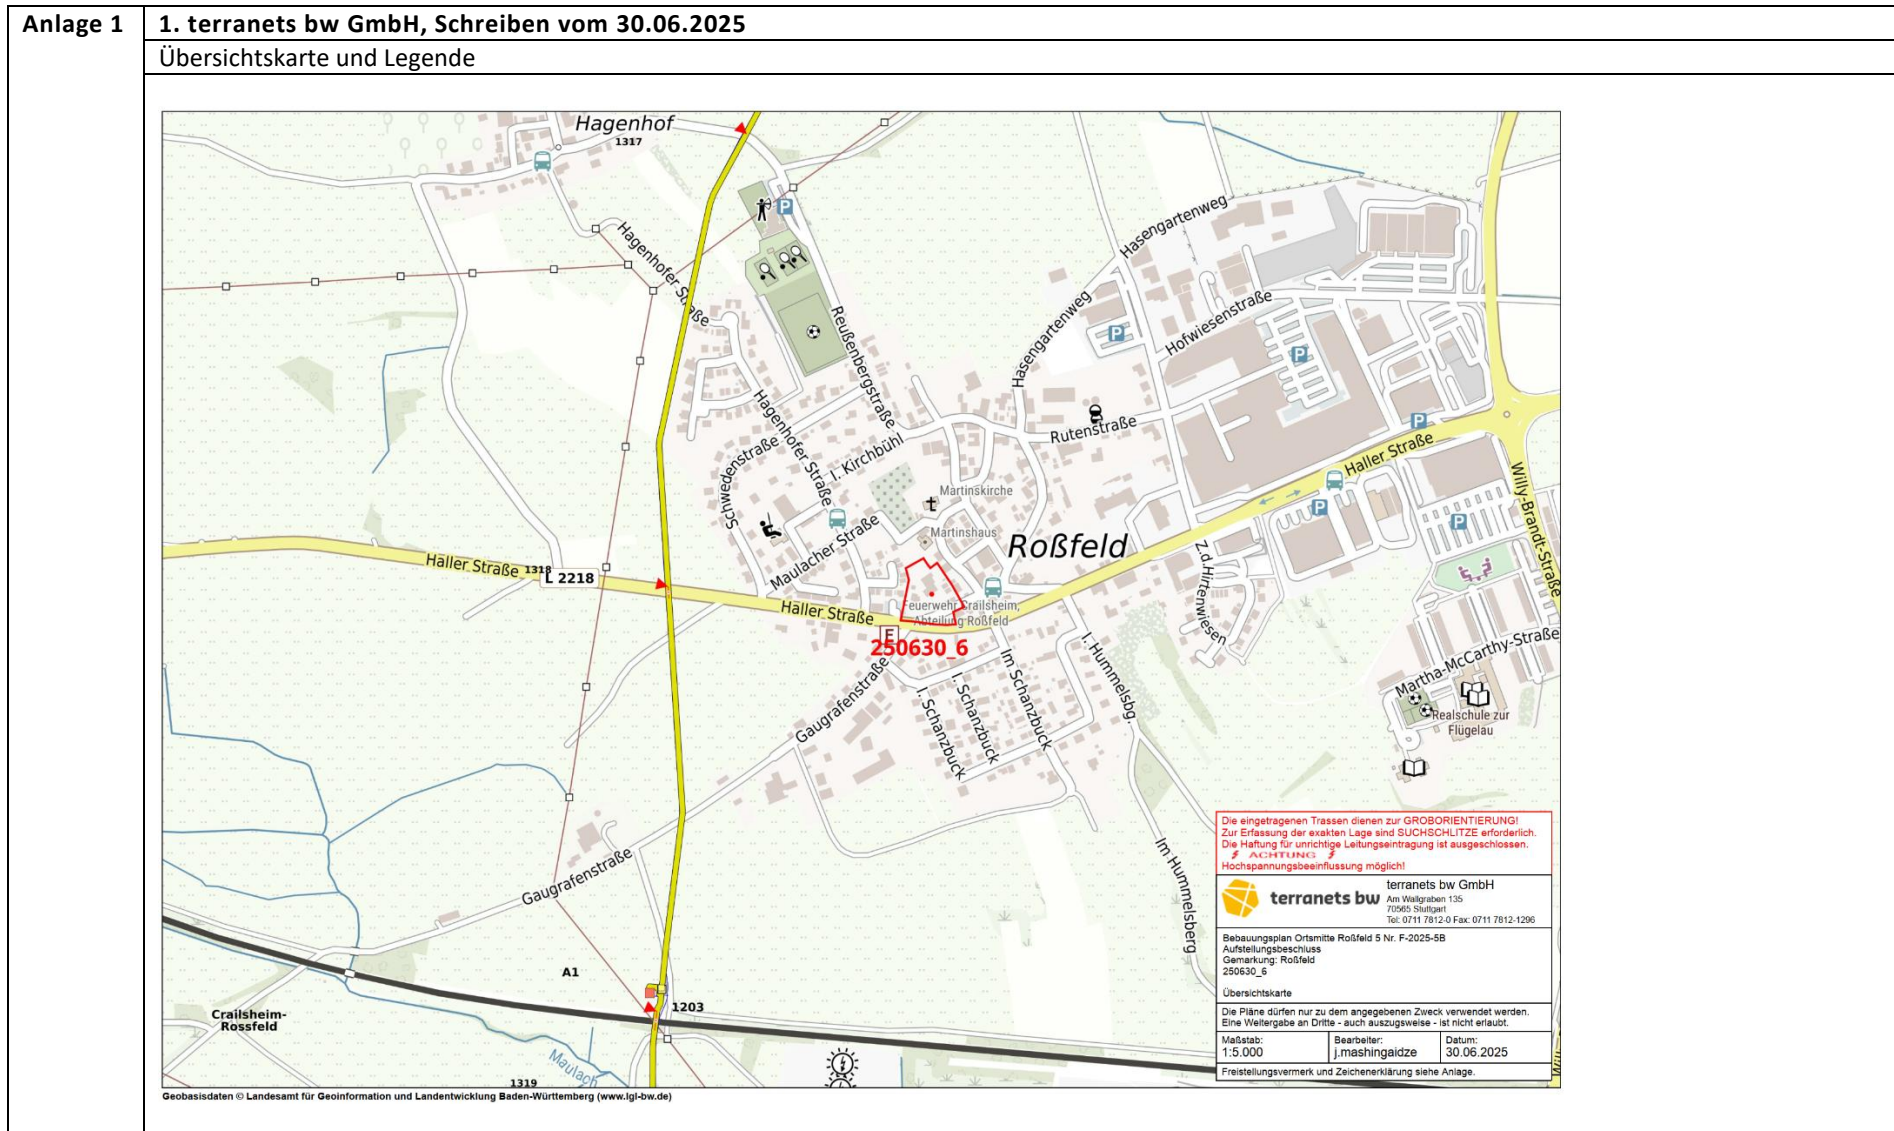 Anlage 1
1. terranets bw GmbH, Schreiben vom 30.06.2025
Übersichtskarte und Legende
Hagenhof
1317
P
Hasengartenweg
Hagenhofer Straße
Reußenbergstraße
Hasengartenweg
Hofwiesenstraße
P
P
Hagenhofer Straße
Schwedenstraße
I. Kirchbühl
Rutenstraße
P
Haller Straße
Martinskirche
Maulacher Straße
Martinshaus
Roßfeld
P
P
Willy-Brandt-Straße
Haller Straße
1318
L 2218
Haller Straße
Feuerwehr Crailsheim,
Abteilung Roßfeld
F
250630_6
Z.d.Hirtenwiesen
I. Hummelsbg.
Im Schanzbuck
I. Schanzbuck
I. Schanzbuck
Gaugrafenstraße
Martha-McCarthy-Straße
Realschule zur
Flügelau
Gaugrafenstraße
Im Hummelsberg
A1
1203
Crailsheim-
Rossfeld
Maulach
1319
Die eingetragenen Trassen dienen zur GROBORIENTIERUNG!
Zur Erfassung der exakten Lage sind SUCHSCHLITZE erforderlich.
Die Haftung für unrichtige Leitungseintragung ist ausgeschlossen.
ACHTUNG
Hochspannungsbeeinflussung möglich!
terranets bw
terranets bw GmbH
Am Wallgraben 135
70565 Stuttgart
Tel: 0711 7812-0 Fax: 0711 7812-1296
Bebauungsplan Ortsmitte Roßfeld 5 Nr. F-2025-5B
Aufstellungsbeschluss
Gemarkung: Roßfeld
250630_6
Übersichtskarte
Die Pläne dürfen nur zu dem angegebenen Zweck verwendet werden.
Eine Weitergabe an Dritte - auch auszugsweise - ist nicht erlaubt.
Maßstab:
1:5.000
Bearbeiter:
j.mashingaidze
Datum:
30.06.2025
Freistellungsvermerk und Zeichenerklärung siehe Anlage.
Geobasisdaten © Landesamt für Geoinformation und Landentwicklung Baden-Württemberg (www.lgl-bw.de)